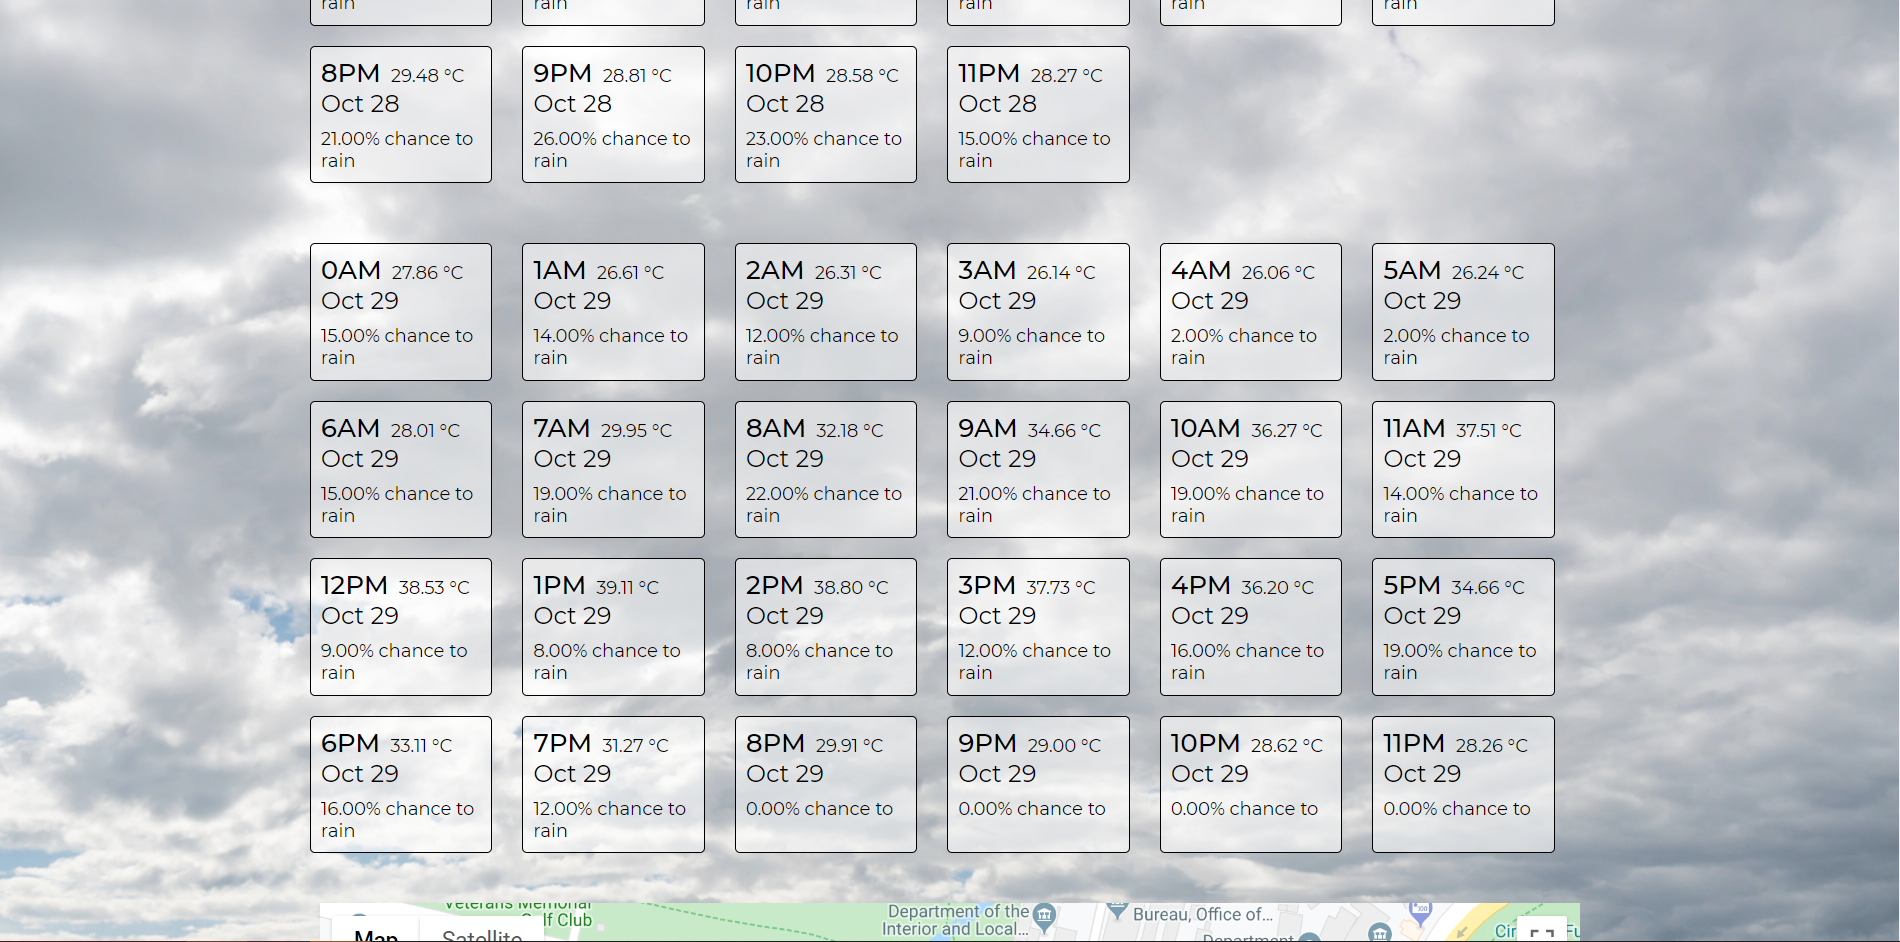 rain rain rain rain rain rain
8PM 29.48 °C 9PM 28.81 °C 10PM 28.58 °C 11PM 28.27 °C
Oct 28 Oct 28 Oct 28 Oct 28
21.00% chance to 26.00% chance to 23.00% chance to 15.00% chance to
rain rain rain rain
0AM 27.86 °C 1AM 26.61 °C 2AM 26.31 °C 3AM 26.14 °C 4AM 26.06 °C 5AM 26.24 °C
Oct 29 Oct 29 Oct 29 Oct 29 Oct 29 Oct 29
15.00% chance to 14.00% chance to 12.00% chance to 9.00% chance to 2.00% chance to 2.00% chance to
rain rain rain rain rain rain
6AM 28.01 °C 7AM 29.95 °C 8AM 32.18 °C 9AM 34.66 °C 10AM 36.27 °C 11AM 37.51 °C
Oct 29 Oct 29 Oct 29 Oct 29 Oct 29 Oct 29
15.00% chance to 19.00% chance to 22.00% chance to 21.00% chance to 19.00% chance to 14.00% chance to
rain rain rain rain rain rain
12PM 38.53 °C 1PM 39.11 °C 2PM 38.80 °C 3PM 37.73 °C 4PM 36.20 °C 5PM 34.66 °C
Oct 29 Oct 29 Oct 29 Oct 29 Oct 29 Oct 29
9.00% chance to 8.00% chance to 8.00% chance to 12.00% chance to 16.00% chance to 19.00% chance to
rain rain rain rain rain rain
6PM 33.11 °C 7PM 31.27 °C 8PM 29.91 °C 9PM 29.00 °C 10PM 28.62 °C 11PM 28.26 °C
Oct 29 Oct 29 Oct 29 Oct 29 Oct 29 Oct 29
16.00% chance to 12.00% chance to 0.00% chance to 0.00% chance to 0.00% chance to 0.00% chance to
rain rain
Veterans Memorial
Golf Club
Department of the
Interior and Local...
Bureau, Office of...
Department
Map Satellite